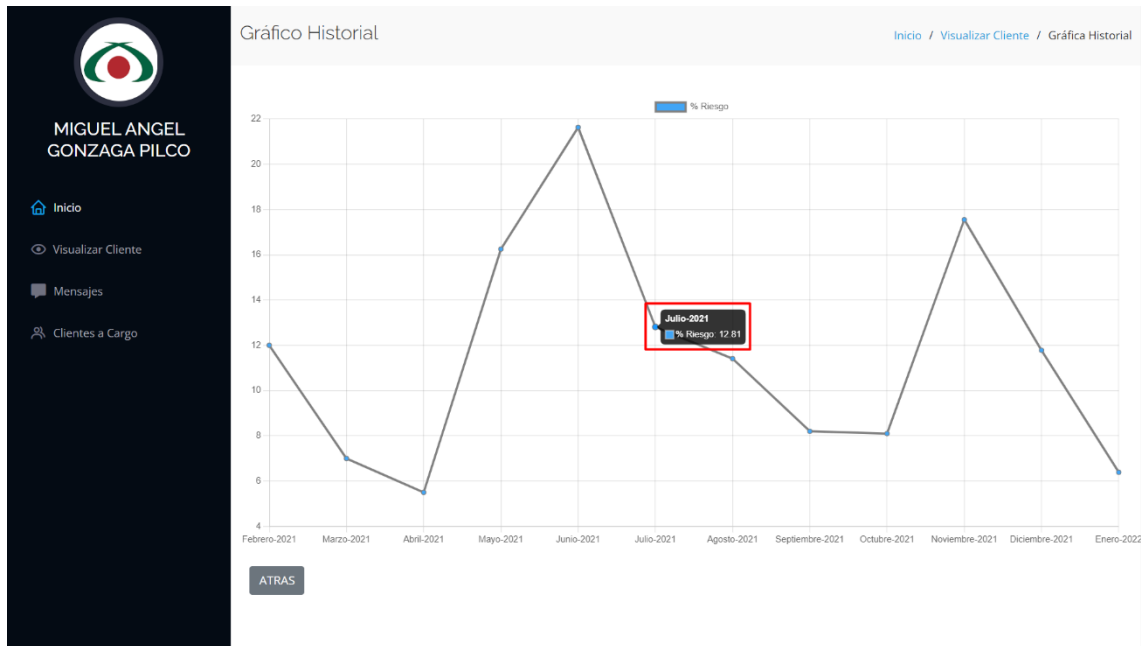 MIGUEL ANGEL
GONZAGA PILCO
Inicio
Visualizar Cliente
Mensajes
Clientes a Cargo
Gráfico Historial
Inicio / Visualizar Cliente / Gráfica Historial
% Riesgo
22
20
18
16
14
12
10
8
6
4
Julio-2021
% Riesgo: 12.81
Febrero-2021 Marzo-2021 Abril-2021 Mayo-2021 Junio-2021 Julio-2021 Agosto-2021 Septiembre-2021 Octubre-2021 Noviembre-2021 Diciembre-2021 Enero-2022
ATRAS